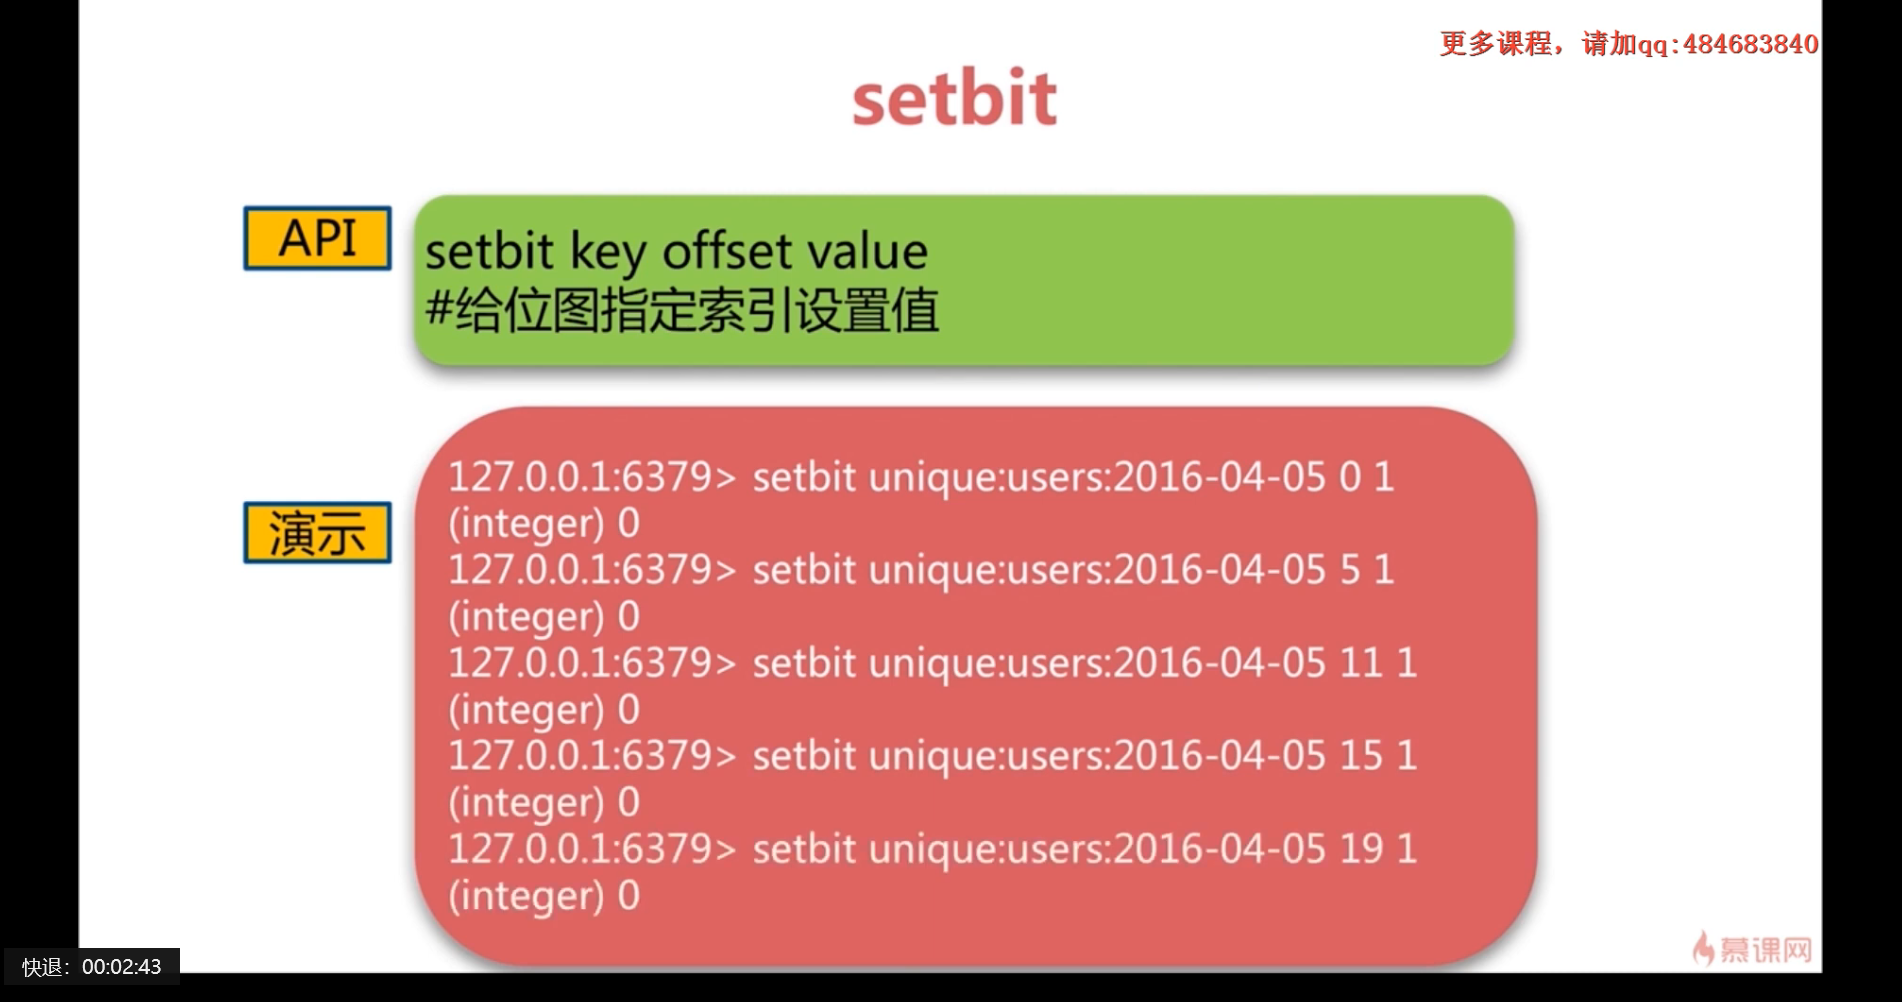 更多课程，请加qq:484683840
setbit
API
setbit key offset value
#给位图指定索引设置值
演示
127.0.0.1:6379> setbit unique:users:2016-04-05 0 1
(integer) 0
127.0.0.1:6379> setbit unique:users:2016-04-05 5 1
(integer) 0
127.0.0.1:6379> setbit unique:users:2016-04-05 11 1
(integer) 0
127.0.0.1:6379> setbit unique:users:2016-04-05 15 1
(integer) 0
127.0.0.1:6379> setbit unique:users:2016-04-05 19 1
(integer) 0
慕课网
快退：00:02:43